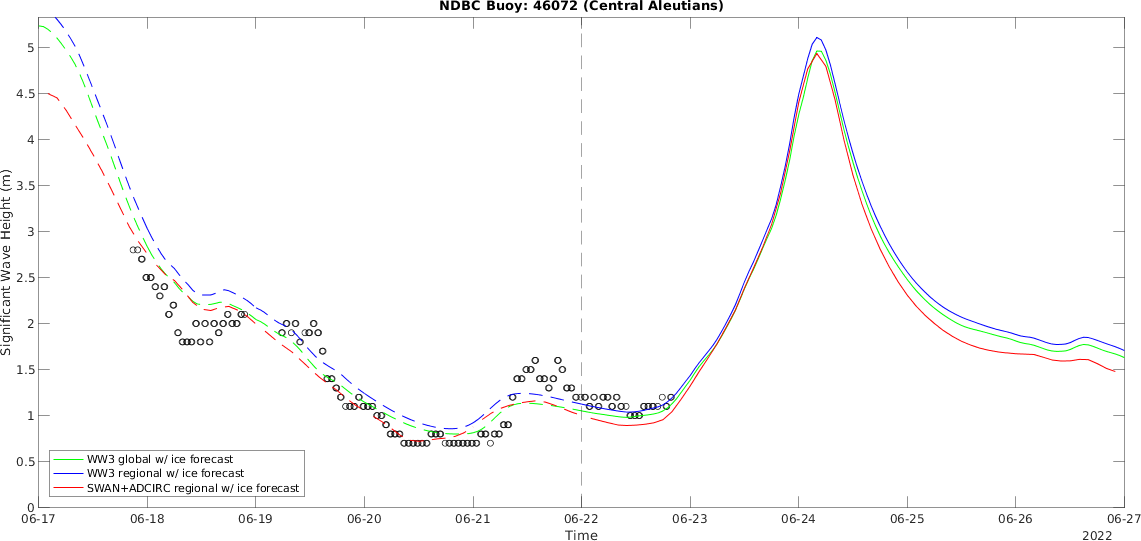 NDBC Buoy: 46072 (Central Aleutians)
5
4.5
4
3.5
3
2.5
2
1.5
1
0.5
0
Significant Wave Height (m)
WW3 global w/ ice forecast
WW3 regional w/ ice forecast
SWAN+ADCIRC regional w/ ice forecast
06-17 06-18 06-19 06-20 06-21 06-22 06-23 06-24 06-25 06-26 06-27
Time
2022